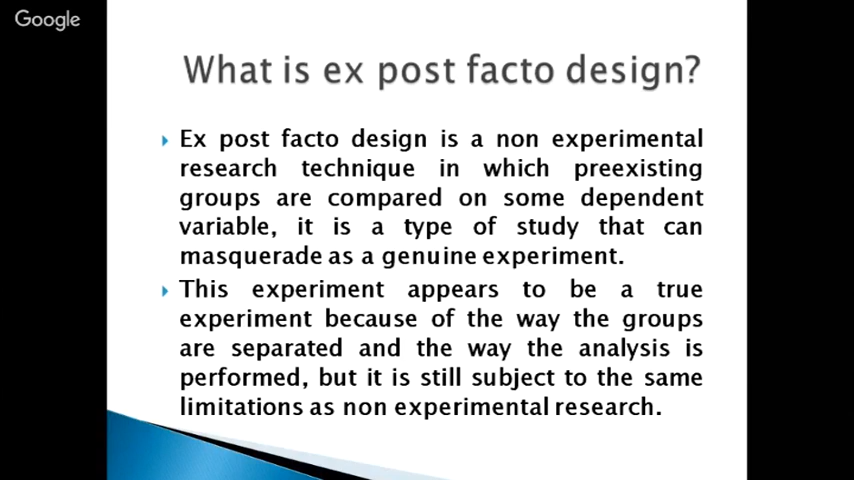 Google
What is ex post facto design?
Ex post facto design is a non experimental
research technique in which preexisting
groups are compared on some dependent
variable, it is a type of study that can
masquerade as a genuine experiment.
This experiment appears to be a true
experiment because of the way the groups
are separated and the way the analysis is
performed, but it is still subject to the same
limitations as non experimental research.